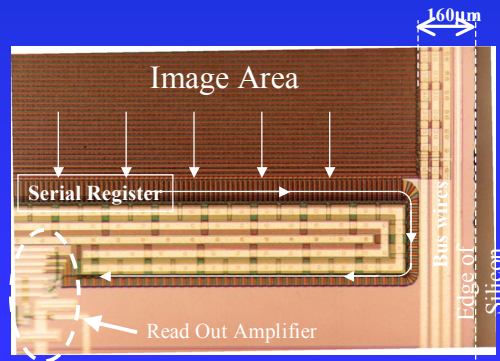 160μm
Image Area
Serial Register
Bus wires
Edge of
Silicon
Read Out Amplifier